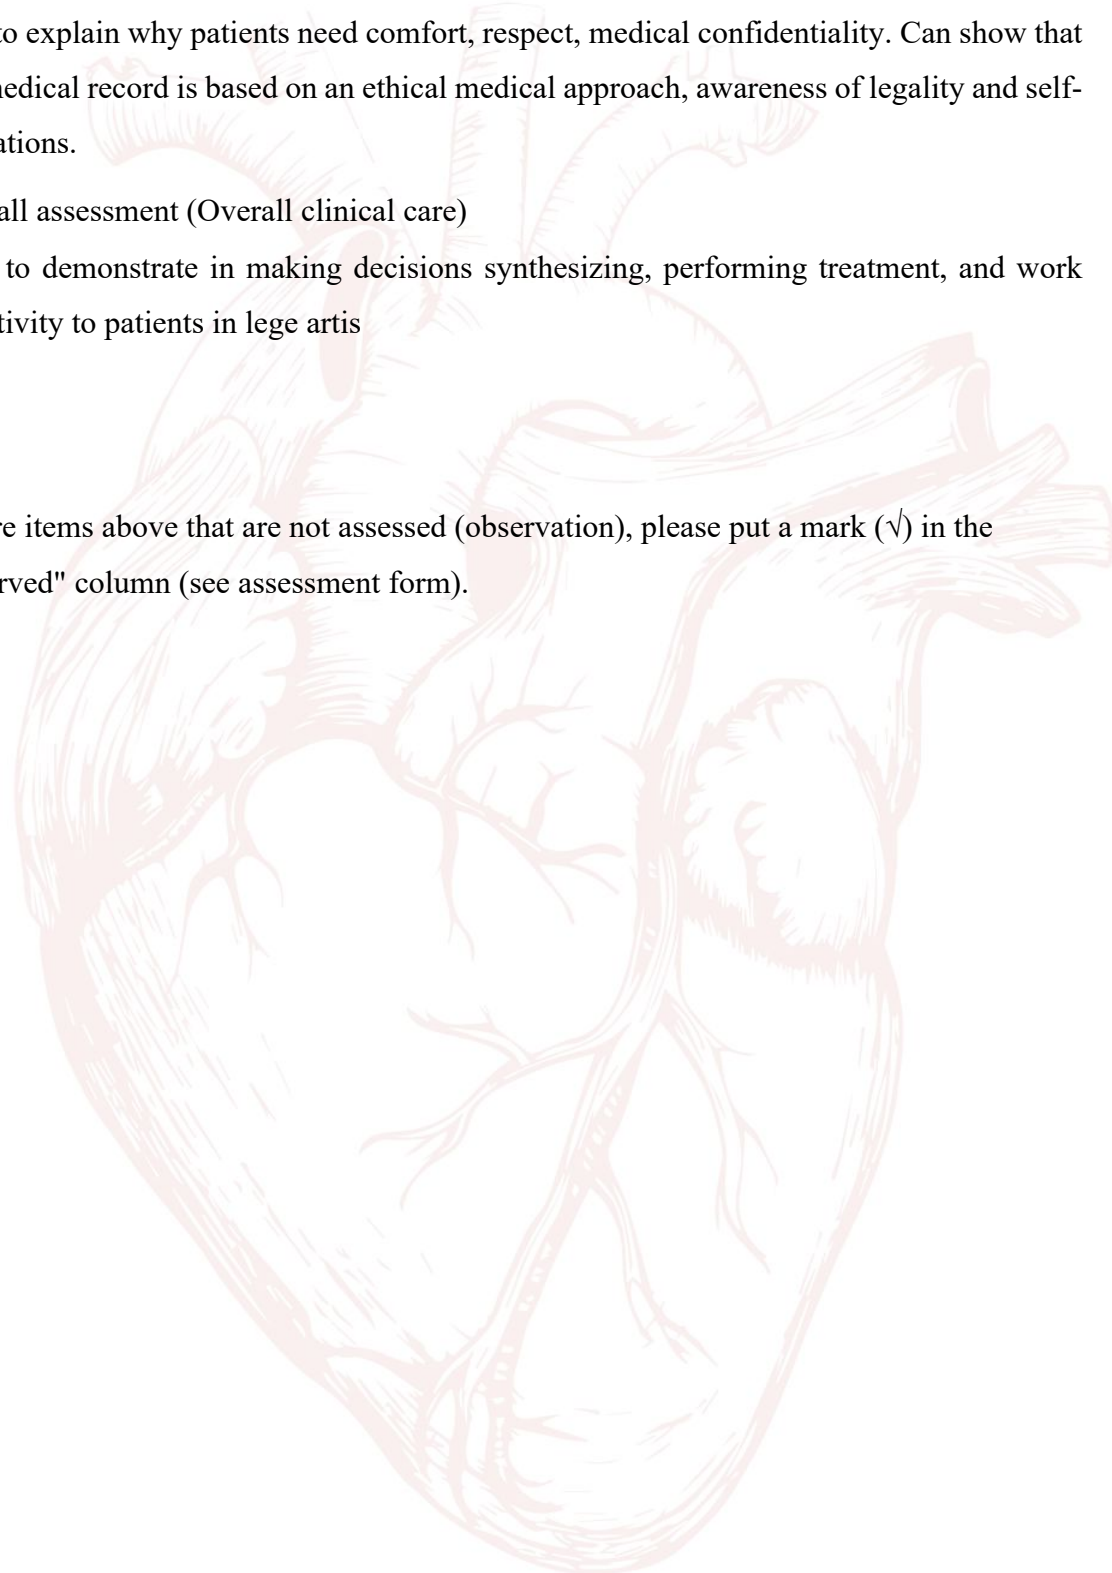 to explain why patients need comfort, respect, medical confidentiality. Can show that
medical record is based on an ethical medical approach, awareness of legality and self-
ations.
all assessment (Overall clinical care)
to demonstrate in making decisions synthesizing, performing treatment, and work
tivity to patients in lege artis
re items above that are not assessed (observation), please put a mark (√) in the
rved" column (see assessment form).